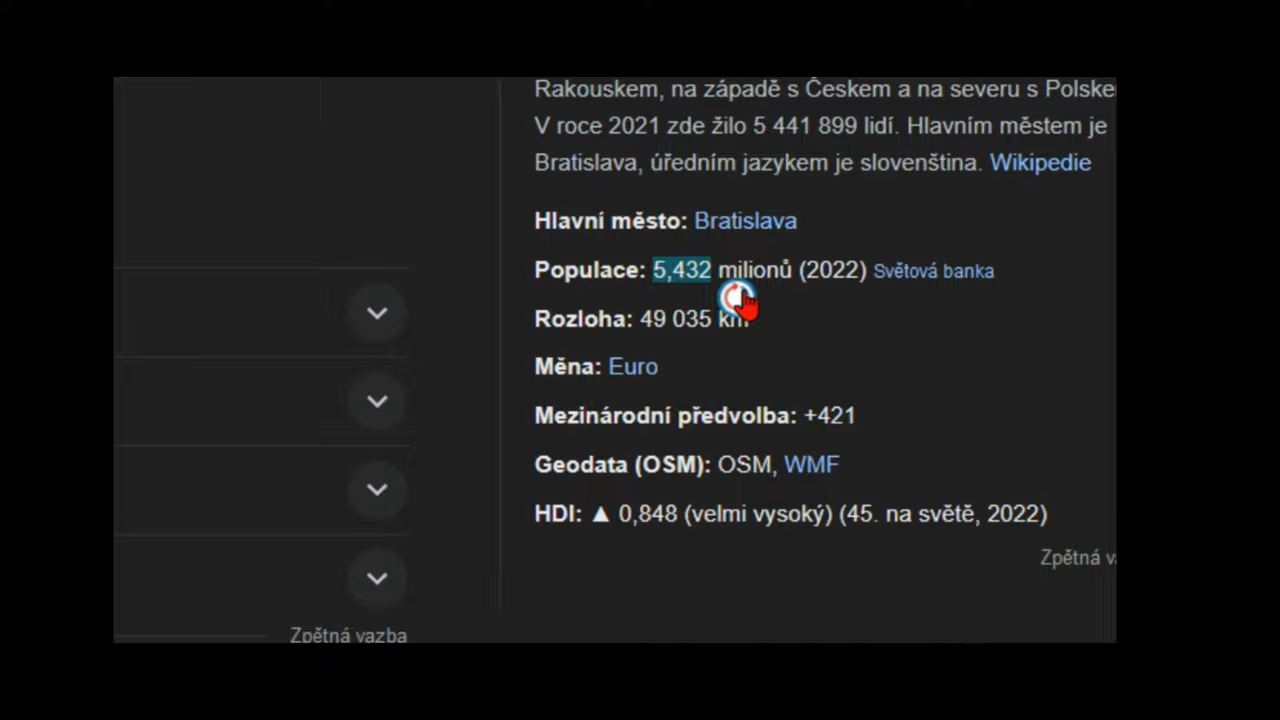 Rakouskem, na západě s Českem a na severu s Polske
V roce 2021 zde žilo 5 441 899 lidí. Hlavním městem je
Bratislava, úředním jazykem je slovenština. Wikipedie
Hlavní město: Bratislava
Populace: 5,432 milionů (2022) Světová banka
Rozloha: 49 035 km
Měna: Euro
Mezinárodní předvolba: +421
Geodata (OSM): OSM, WMF
HDI: ▲ 0,848 (velmi vysoký) (45. na světě, 2022)
Zpětná v
Zpětná vazba